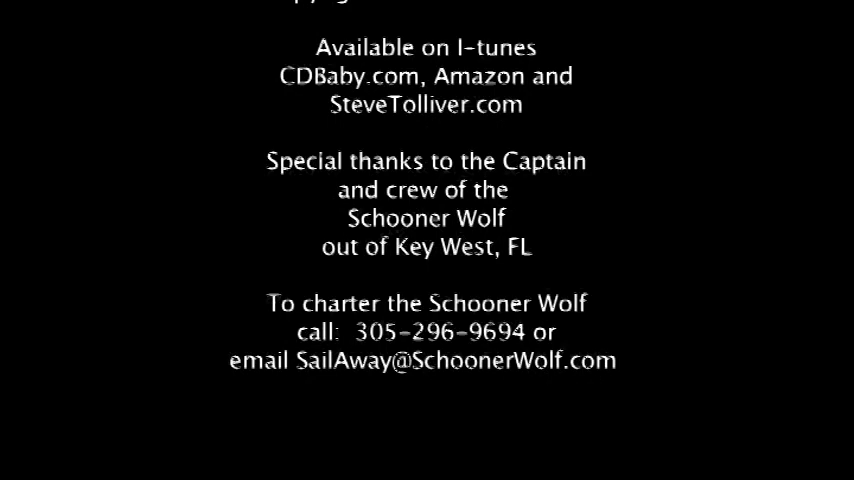 Available on I-tunes
CDBaby.com, Amazon and
SteveTolliver.com
Special thanks to the Captain
and crew of the
Schooner Wolf
out of Key West, FL
To charter the Schooner Wolf
call:  305-296-9694 or
email SailAway@SchoonerWolf.com